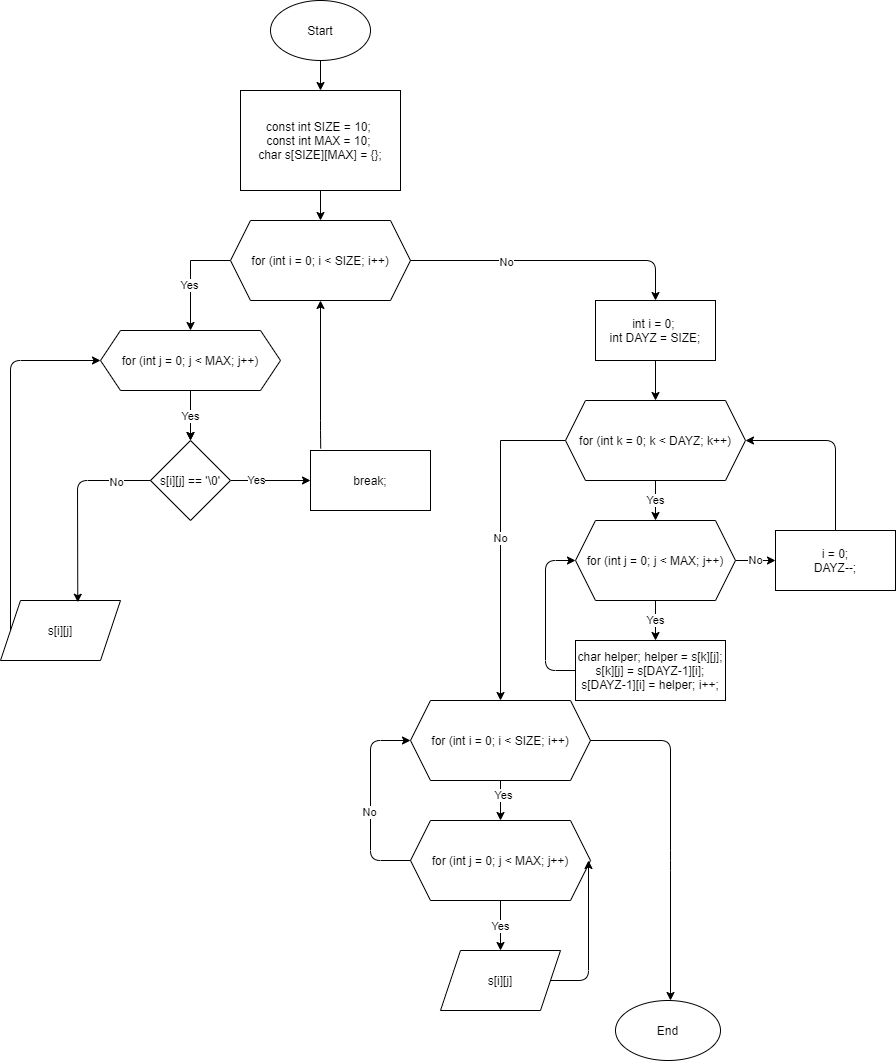 Start
const int SIZE = 10;
const int MAX = 10;
char s[SIZE][MAX] = {};
for (int i = 0; i < SIZE; i++)
No
Yes
int i = 0;
int DAYZ = SIZE;
for (int j = 0; j < MAX; j++)
Yes
for (int k = 0; k < DAYZ; k++)
s[i][j] == '\0'
No
Yes
break;
Yes
No
for (int j = 0; j < MAX; j++)
No
i = 0;
DAYZ--;
Yes
s[i][j]
char helper; helper = s[k][j];
s[k][j] = s[DAYZ-1][i];
s[DAYZ-1][i] = helper; i++;
for (int i = 0; i < SIZE; i++)
Yes
No
for (int j = 0; j < MAX; j++)
Yes
s[i][j]
End